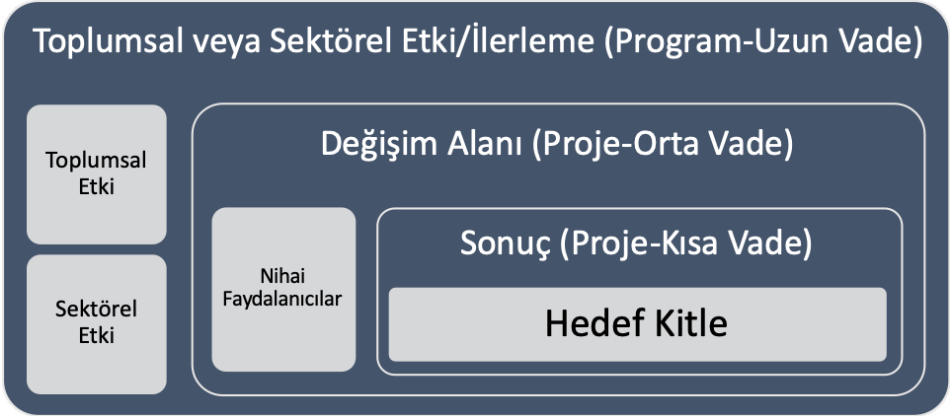 Toplumsal veya Sektörel Etki/İlerleme (Program-Uzun Vade)
Toplumsal
Etki
Sektörel
Etki
Değişim Alanı (Proje-Orta Vade)
Nihai
Faydalanıcılar
Sonuç (Proje-Kısa Vade)
Hedef Kitle